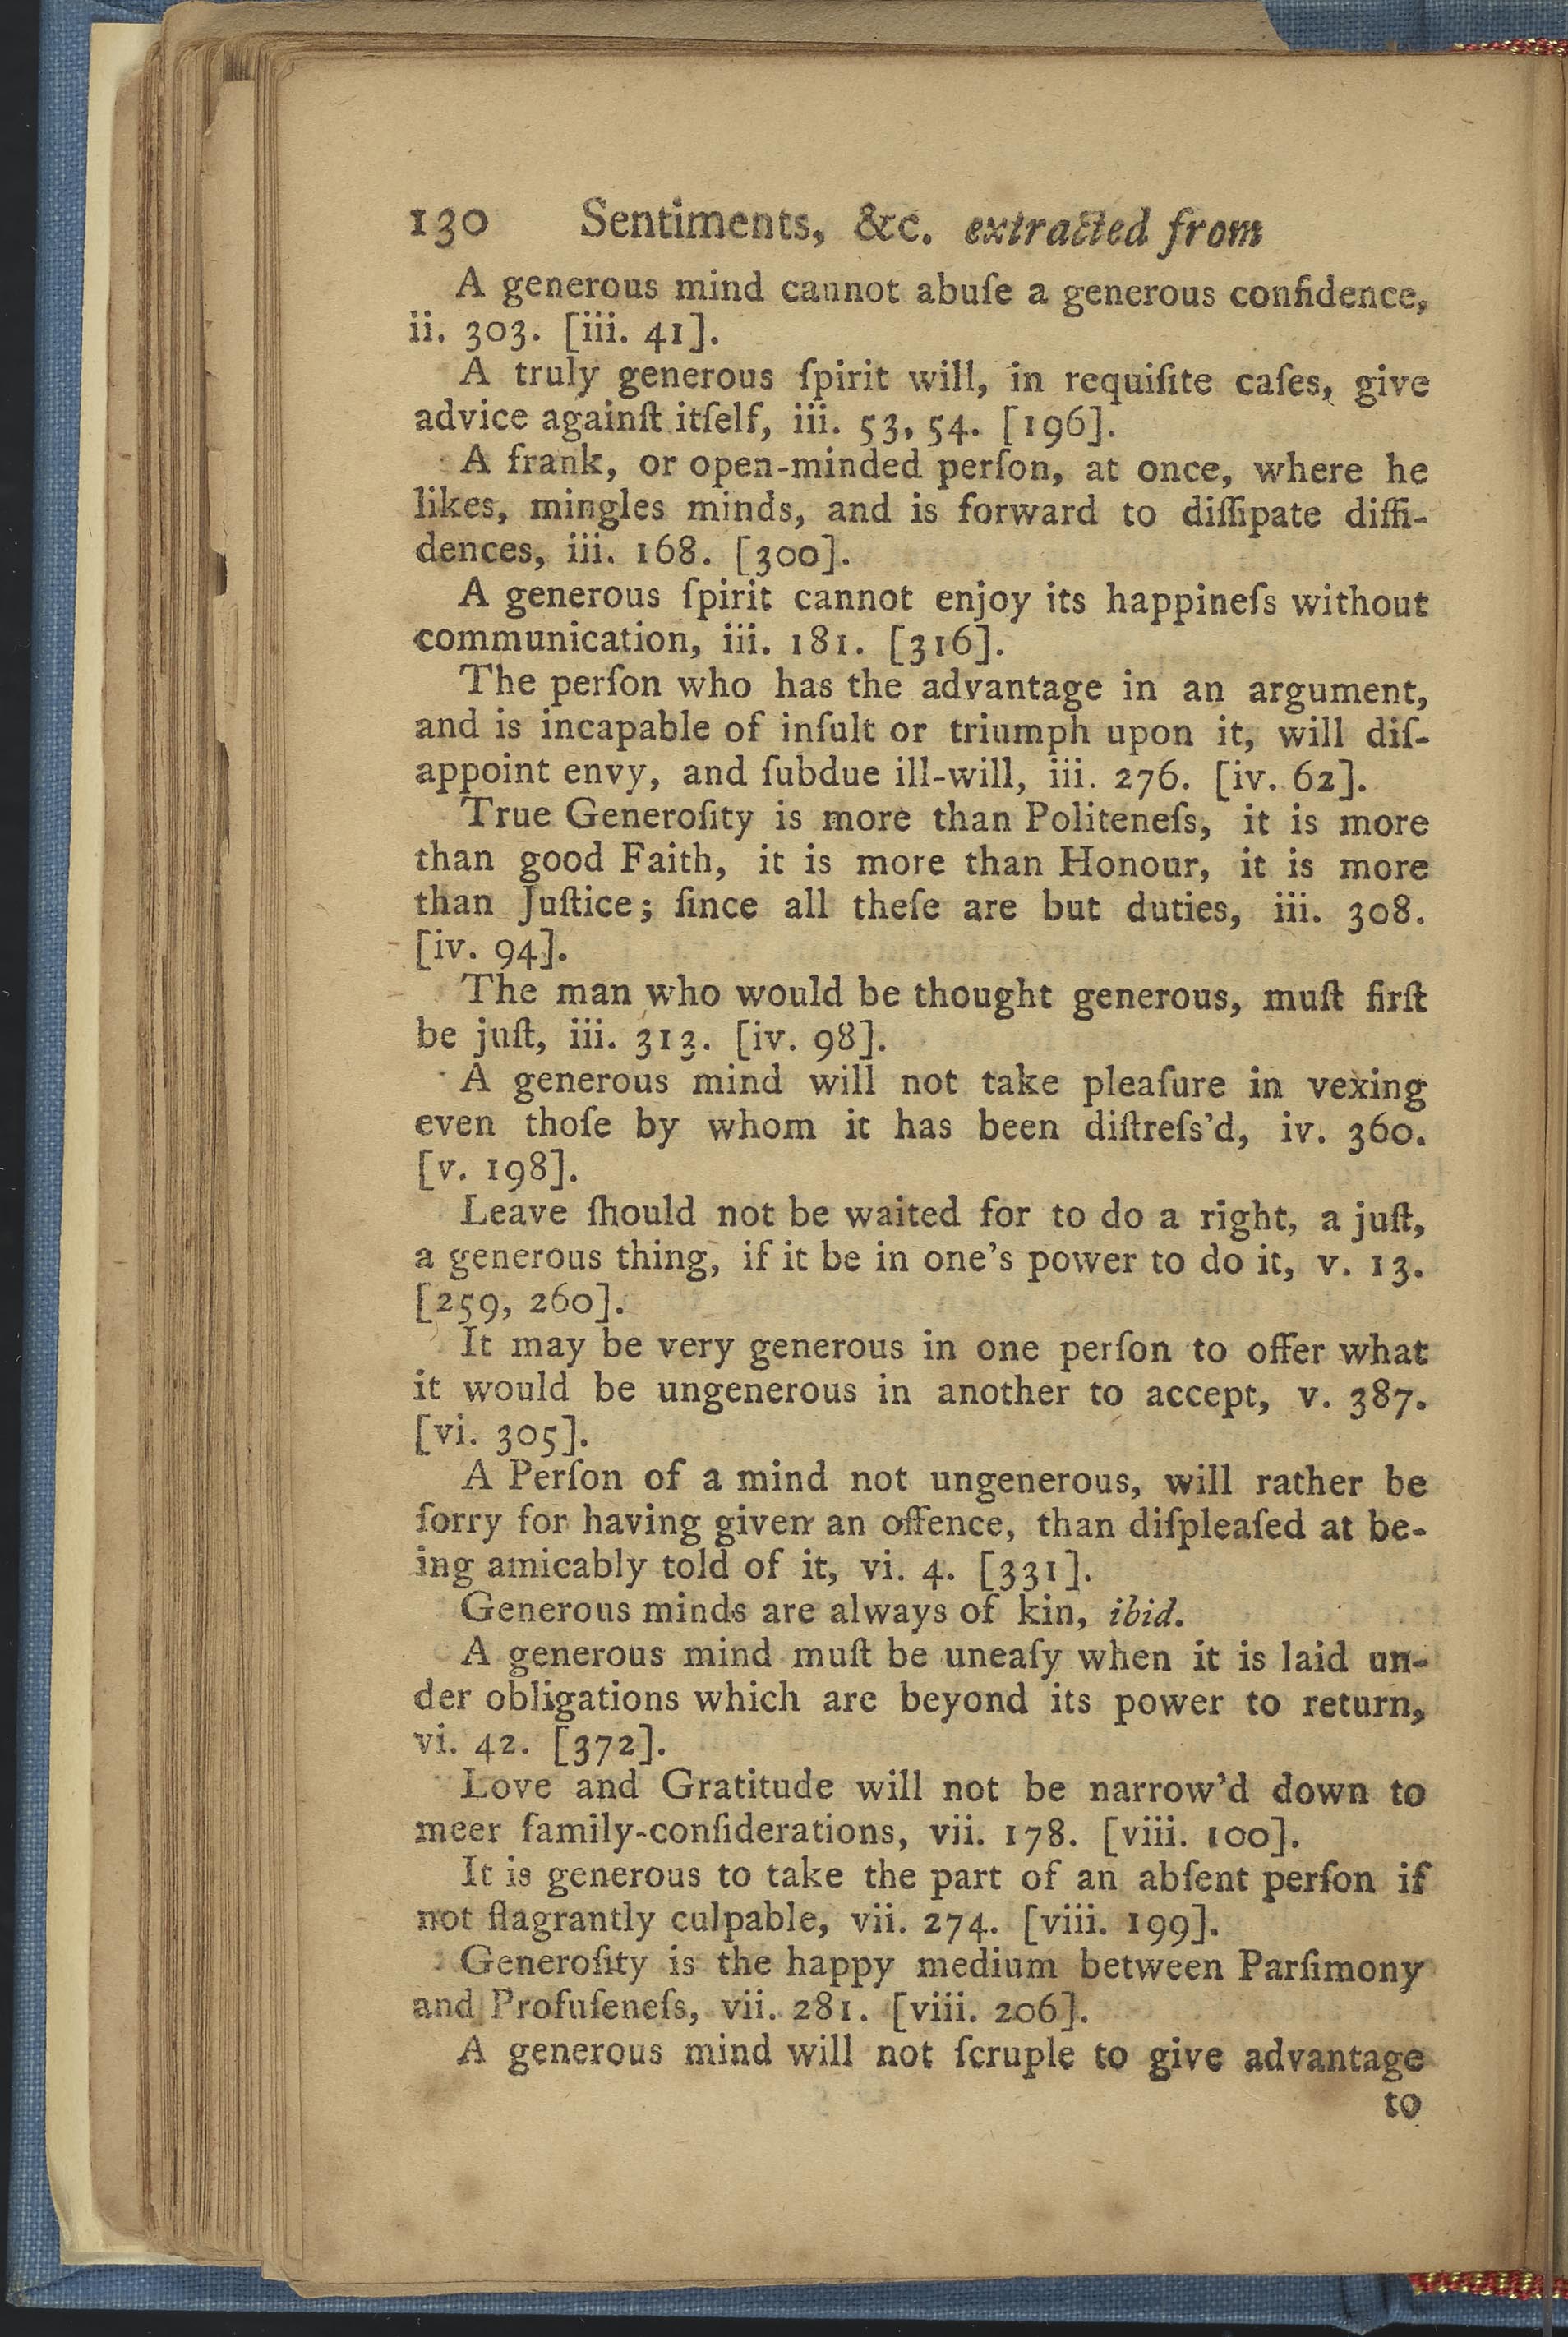 130 Sentiments, &c. extracted from
A generous mind cannot abuſe a generous confidence,
ii. 303. [iii. 41].
A truly generous ſpirit will, in requiſite caſes, give
advice againſt itſelf, iii. 53, 54. [196].
A frank, or open-minded perſon, at once, where he
likes, mingles minds, and is forward to diſſipate diffi-
dences, iii. 168. [300].
A generous ſpirit cannot enjoy its happineſs without
communication, iii. 181. [316].
The perſon who has the advantage in an argument,
and is incapable of inſult or triumph upon it, will diſ-
appoint envy, and ſubdue ill-will, iii. 276. [iv. 62].
True Generoſity is more than Politeneſs, it is more
than good Faith, it is more than Honour, it is more
than Juſtice; ſince all theſe are but duties, iii. 308.
[iv. 94].
The man who would be thought generous, muſt firſt
be juſt, iii. 313. [iv. 98].
A generous mind will not take pleaſure in vexing
even thoſe by whom it has been diſtreſs'd, iv. 360.
[v. 198].
Leave ſhould not be waited for to do a right, a juſt,
a generous thing, if it be in one's power to do it, v. 13.
[259, 260].
It may be very generous in one perſon to offer what
it would be ungenerous in another to accept, v. 387.
[vi. 305].
A Perſon of a mind not ungenerous, will rather be
ſorry for having given an offence, than diſpleaſed at be-
ing amicably told of it, vi. 4. [331].
Generous minds are always of kin, ibid.
A generous mind muſt be uneaſy when it is laid un-
der obligations which are beyond its power to return,
vi. 42. [372].
Love and Gratitude will not be narrow'd down to
meer family-conſiderations, vii. 178. [viii. 100].
It is generous to take the part of an abſent perſon if
not flagrantly culpable, vii. 274. [viii. 199].
Generoſity is the happy medium between Parſimony
and Profuſeneſs, vii. 281. [viii. 206].
A generous mind will not ſcruple to give advantage
to